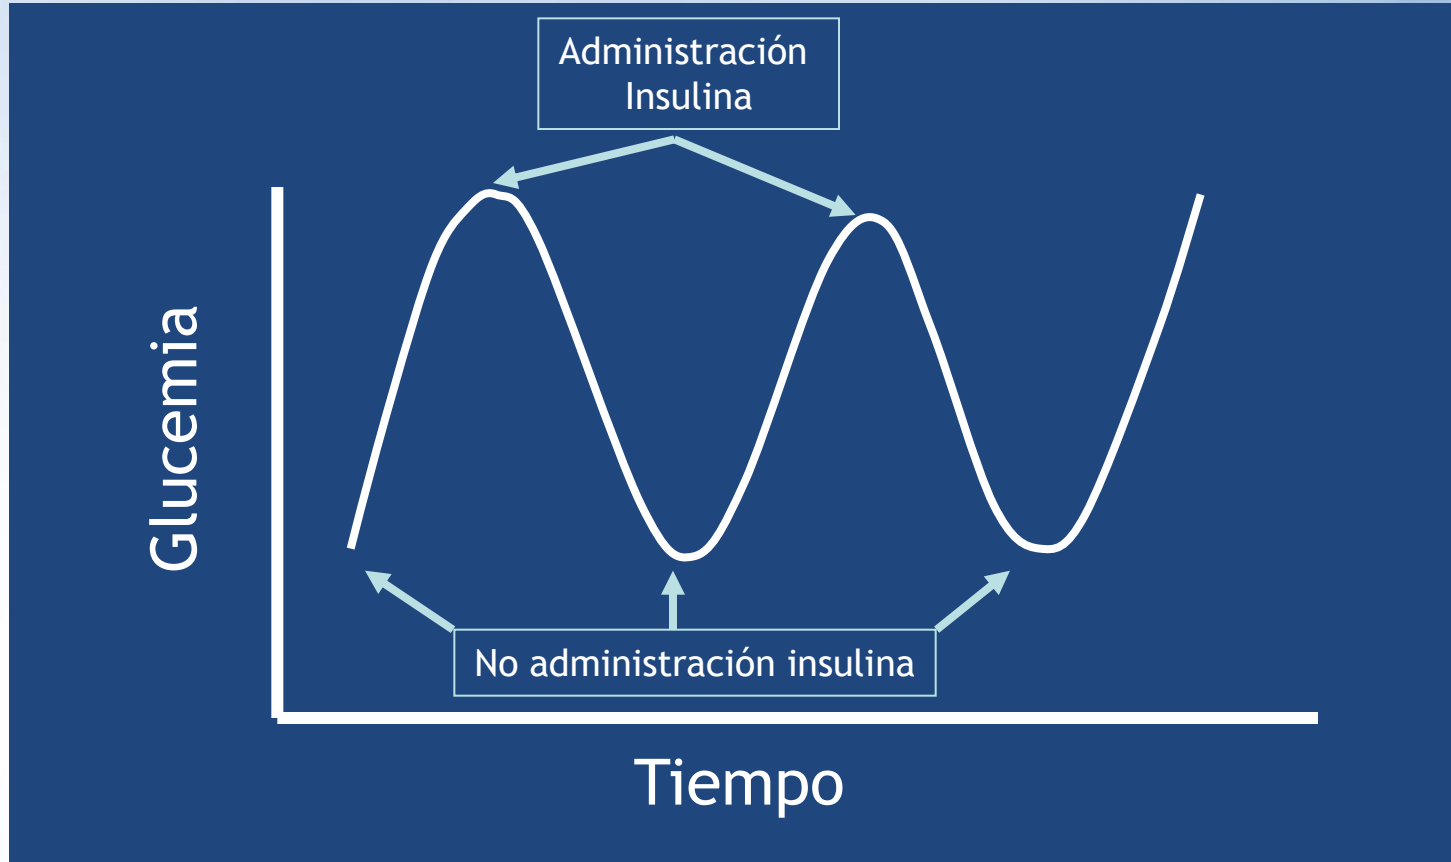 Administración
Insulina
Glucemia
No administración insulina
Tiempo